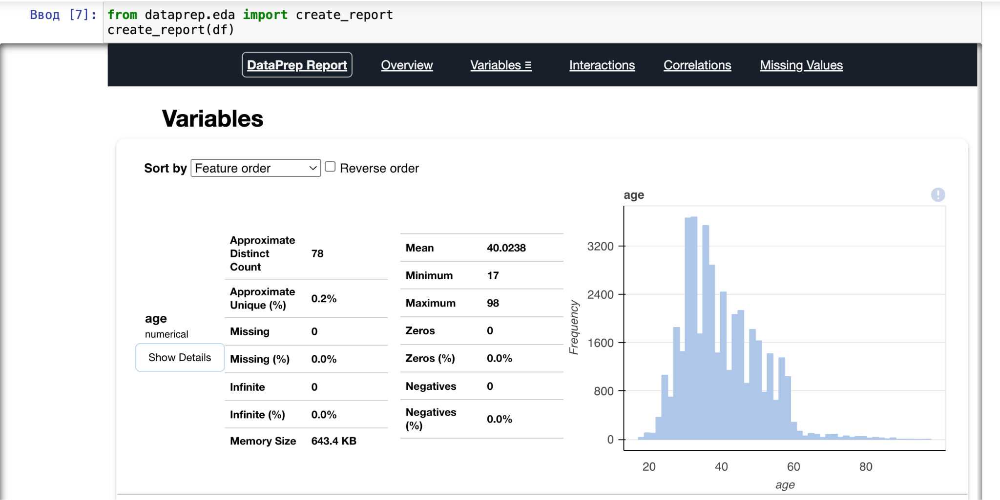 Ввод [7]: from dataprep.eda import create_report
create_report(df)
DataPrep Report Overview Variables ☰ Interactions Correlations Missing Values
Variables
Sort by Feature order Reverse order
age
numerical
Show Details
Approximate
Distinct
Count
78
Approximate
Unique (%)
0.2%
Missing 0
Missing (%) 0.0%
Infinite 0
Infinite (%) 0.0%
Memory Size 643.4 KB
Mean 40.0238
Minimum 17
Maximum 98
Zeros 0
Zeros (%) 0.0%
Negatives 0
Negatives
(%)
0.0%
age
!
Frequency
3200
2400
1600
800
0
20 40 60 80
age